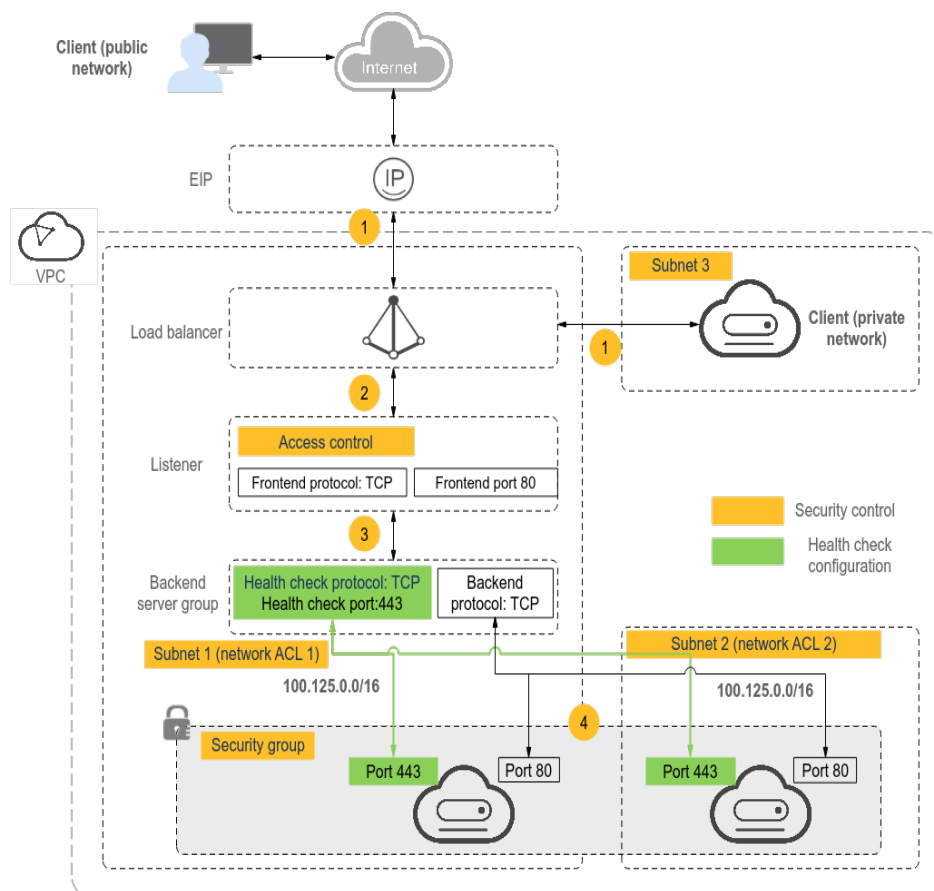 Client (public
network)
Internet
EIP
IP
1
VPC
Subnet 3
Load balancer
Client (private
network)
1
2
Access control
Listener
Frontend protocol: TCP
Frontend port 80
Security control
3
Health check
configuration
Backend
server group
Health check protocol: TCP
Health check port:443
Backend
protocol: TCP
Subnet 1 (network ACL 1)
Subnet 2 (network ACL 2)
100.125.0.0/16
100.125.0.0/16
4
Security group
Port 443
Port 80
Port 443
Port 80